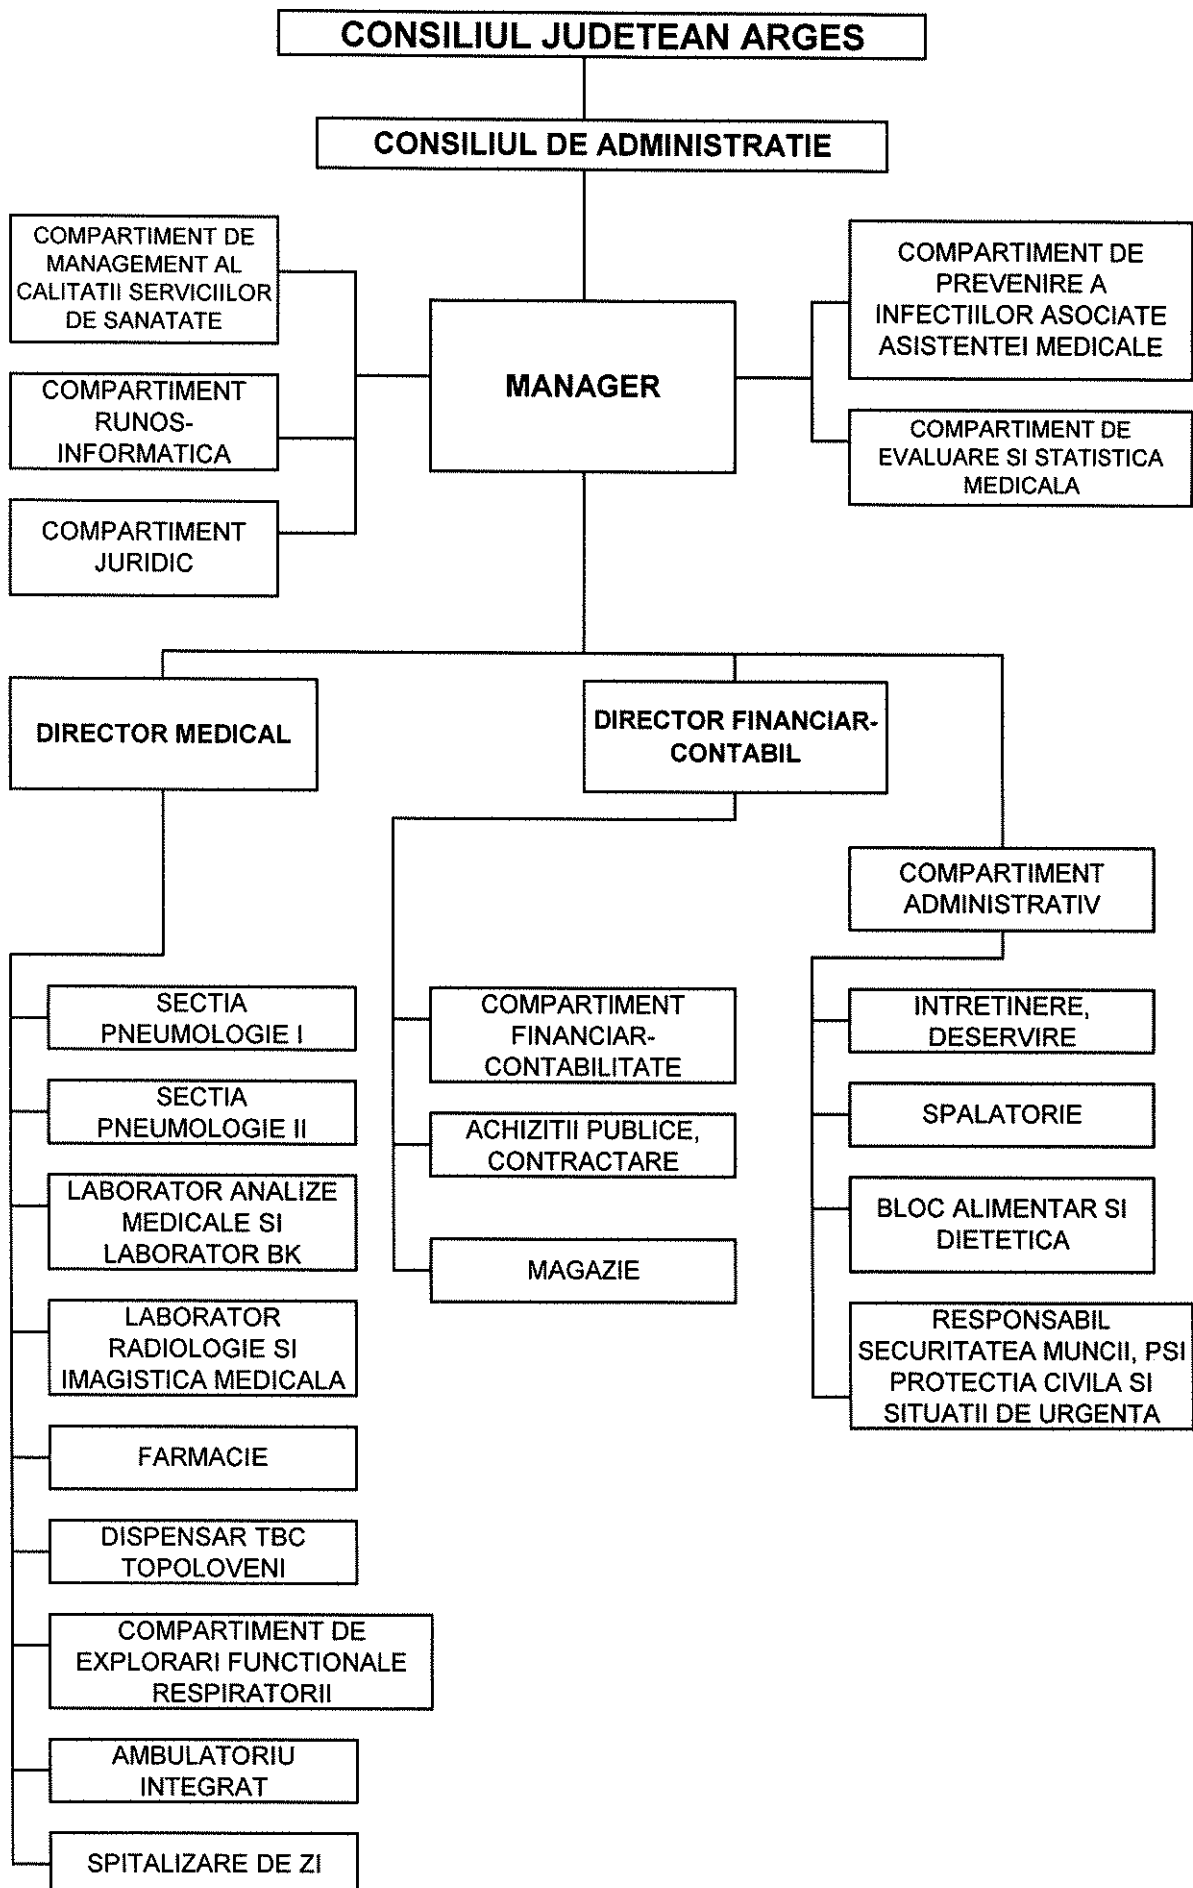 CONSILIUL JUDETEAN ARGES
CONSILIUL DE ADMINISTRATIE
COMPARTIMENT DE
MANAGEMENT AL
CALITATII SERVICIILOR
DE SANATATE
COMPARTIMENT
RUNOS-
INFORMATICA
COMPARTIMENT
JURIDIC
MANAGER
COMPARTIMENT DE
PREVENIRE A
INFECTIILOR ASOCIATE
ASISTENTEI MEDICALE
COMPARTIMENT DE
EVALUARE SI STATISTICA
MEDICALA
DIRECTOR MEDICAL
DIRECTOR FINANCIAR-
CONTABIL
COMPARTIMENT
ADMINISTRATIV
SECTIA
PNEUMOLOGIE I
SECTIA
PNEUMOLOGIE II
LABORATOR ANALIZE
MEDICALE SI
LABORATOR BK
LABORATOR
RADIOLOGIE SI
IMAGISTICA MEDICALA
FARMACIE
DISPENSAR TBC
TOPOLOVENI
COMPARTIMENT DE
EXPLORARI FUNCTIONALE
RESPIRATORII
AMBULATORIU
INTEGRAT
SPITALIZARE DE ZI
COMPARTIMENT
FINANCIAR-
CONTABILITATE
ACHIZITII PUBLICE,
CONTRACTARE
MAGAZIE
INTRETINERE,
DESERVIRE
SPALATORIE
BLOC ALIMENTAR SI
DIETETICA
RESPONSABIL
SECURITATEA MUNCII, PSI
PROTECTIA CIVILA SI
SITUATII DE URGENTA